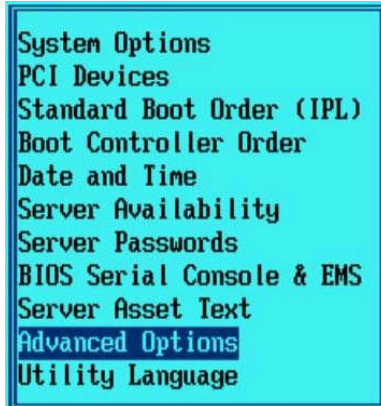 System Options
PCI Devices
Standard Boot Order (IPL)
Boot Controller Order
Date and Time
Server Availability
Server Passwords
BIOS Serial Console & EMS
Server Asset Text
Advanced Options
Utility Language